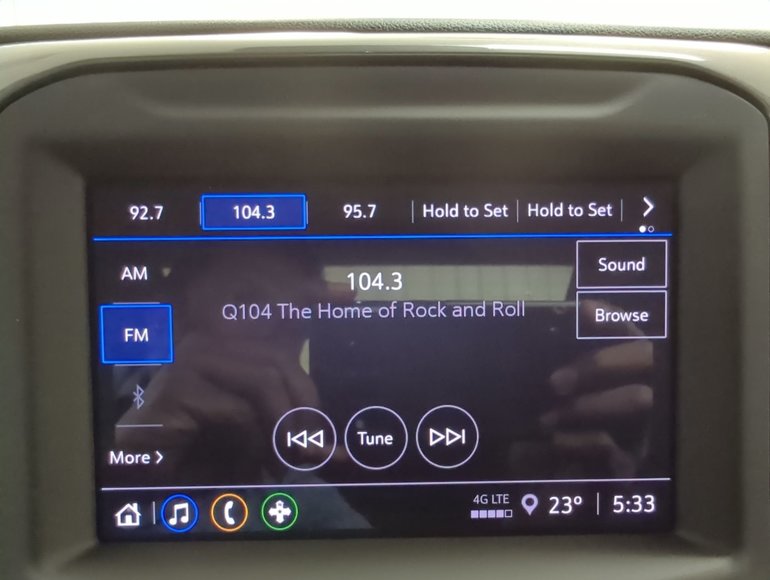 92.7 104.3 95.7 Hold to Set Hold to Set
AM
104.3
Sound
Q104 The Home of Rock and Roll
FM
Browse
Tune
More
4G LTE
23° 5:33